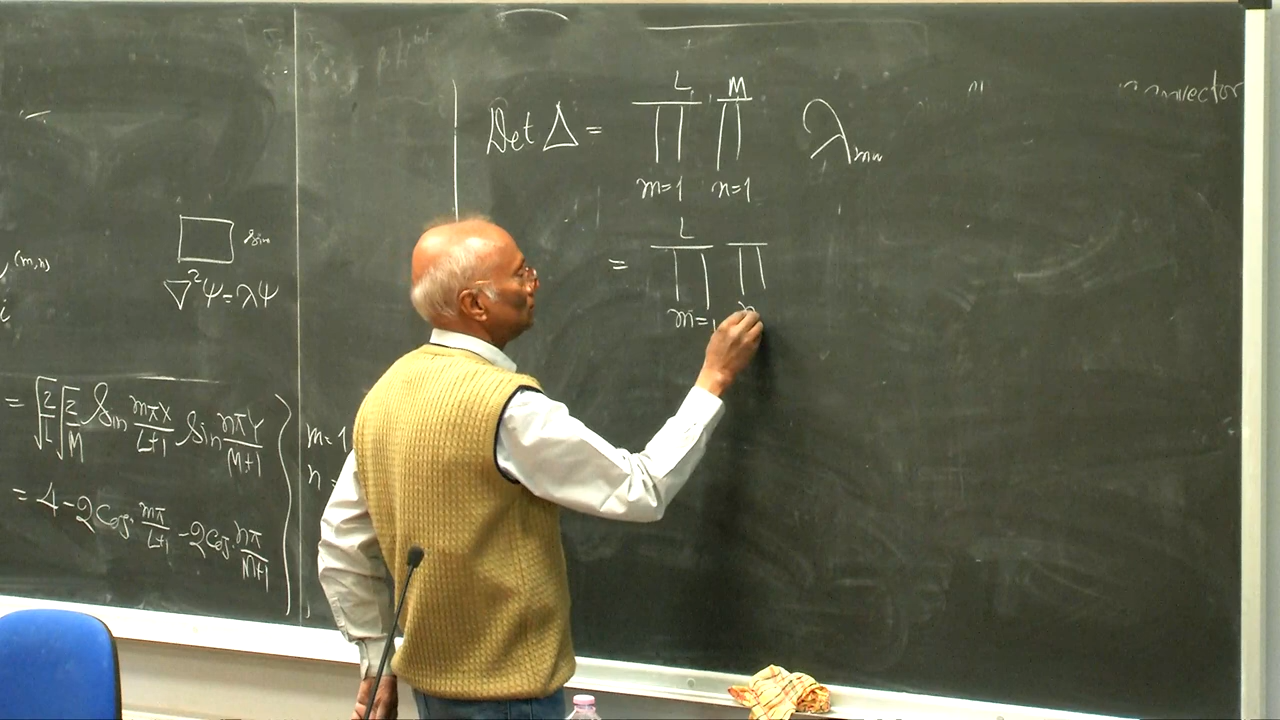 (m,n)
i
∇²Ψ=λΨ
= √2/L √2/M Sin mπX/L+1 Sin nπY/M+1
= 4-2Cos. mπ/L+1 -2Cos. nπ/M+1
m=1
n=
Det Δ = ∏_{m=1}^{L} ∏_{n=1}^{M} λ_{mn}
= ∏_{m=1}^{L} ∏_{n}